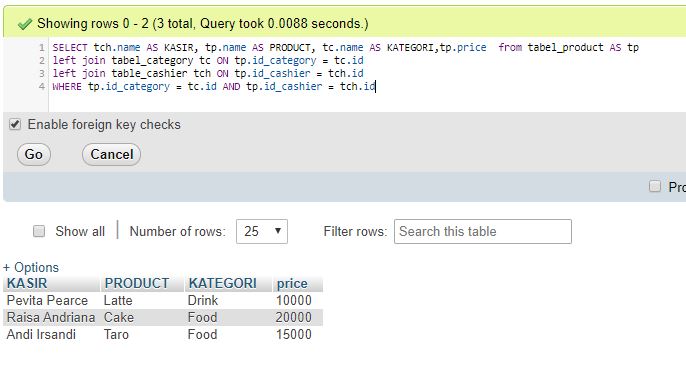 Showing rows 0 - 2 (3 total, Query took 0.0088 seconds.)
1 SELECT tch.name AS KASIR, tp.name AS PRODUCT, tc.name AS KATEGORI,tp.price from tabel_product AS tp
2 left join tabel_category tc ON tp.id_category = tc.id
3 left join table_cashier tch ON tp.id_cashier = tch.id
4 WHERE tp.id_category = tc.id AND tp.id_cashier = tch.id
Enable foreign key checks
Go Cancel
Pro
Show all Number of rows: 25 Filter rows: Search this table
+ Options
KASIR PRODUCT KATEGORI price
Pevita Pearce Latte Drink 10000
Raisa Andriana Cake Food 20000
Andi Irsandi Taro Food 15000